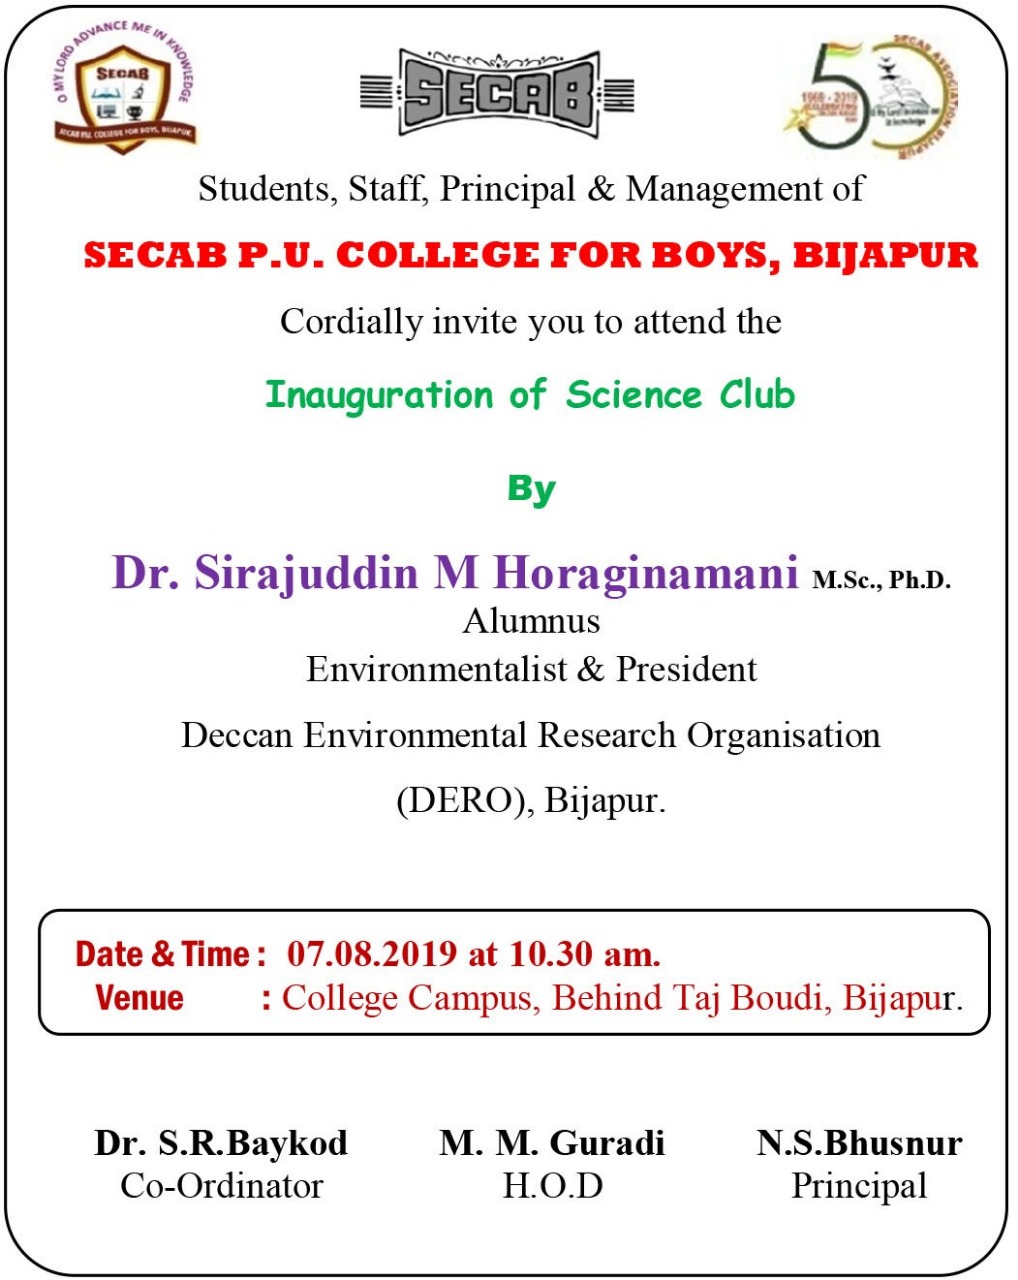 O MY LORD ADVANCE ME IN KNOWLEDGE
SECAB
SECAB P.U. COLLEGE FOR BOYS, BIJAPUR.
SECAB
50
SECAB ASSOCIATION BIJAPUR
1969 - 2019
CELEBRATING
Students, Staff, Principal & Management of
SECAB P.U. COLLEGE FOR BOYS, BIJAPUR
Cordially invite you to attend the
Inauguration of Science Club
By
Dr. Sirajuddin M Horaginamani M.Sc., Ph.D.
Alumnus
Environmentalist & President
Deccan Environmental Research Organisation
(DERO), Bijapur.
Date & Time : 07.08.2019 at 10.30 am.
Venue : College Campus, Behind Taj Boudi, Bijapur.
Dr. S.R.Baykod M. M. Guradi N.S.Bhusnur
Co-Ordinator H.O.D Principal